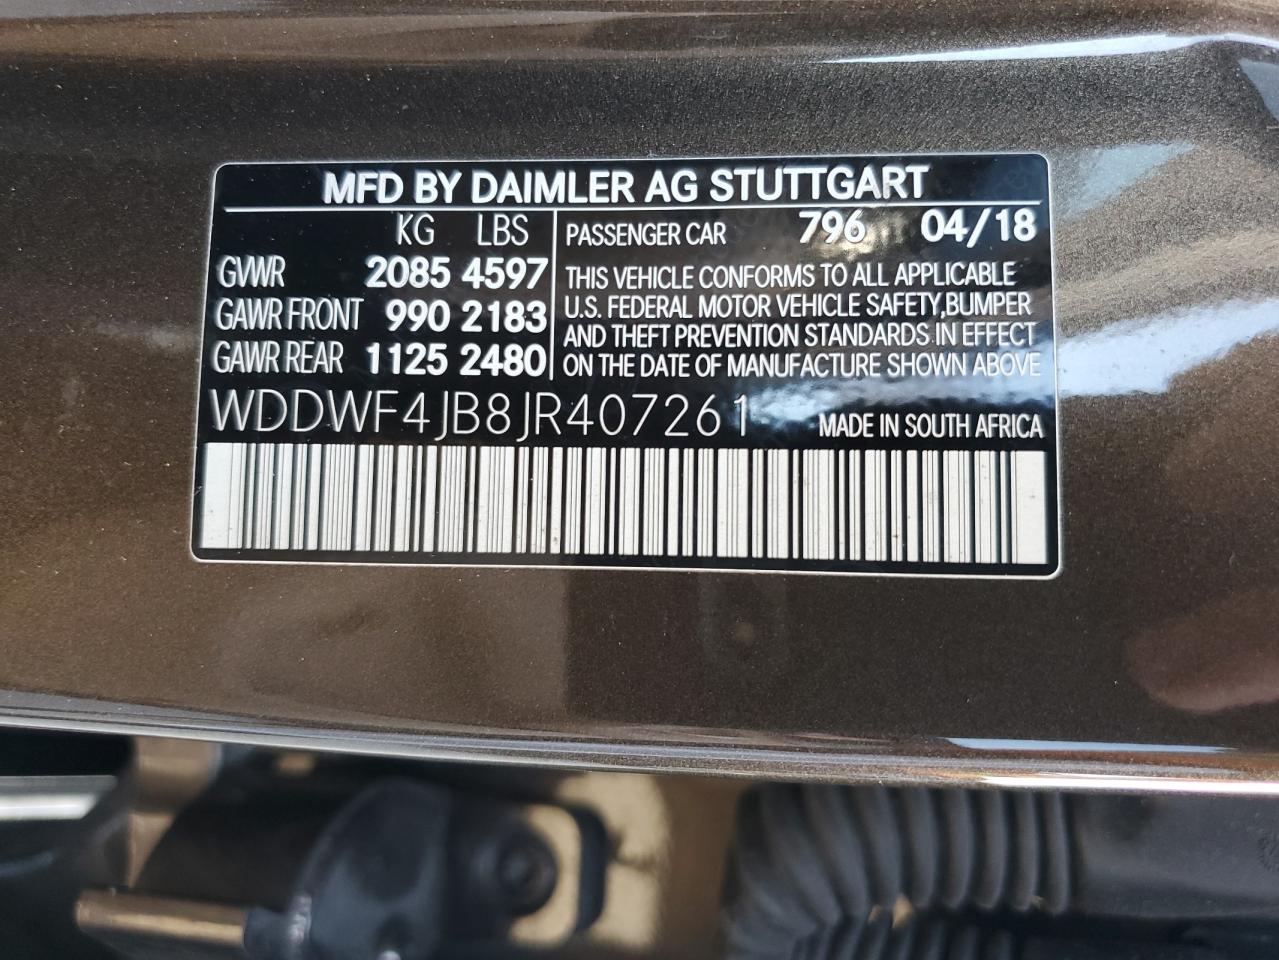 MFD BY DAIMLER AG STUTTGART
KG LBS
GVWR 2085 4597
GAWR FRONT 990 2183
GAWR REAR 1125 2480
PASSENGER CAR 796 04/18
THIS VEHICLE CONFORMS TO ALL APPLICABLE
U.S. FEDERAL MOTOR VEHICLE SAFETY, BUMPER
AND THEFT PREVENTION STANDARDS IN EFFECT
ON THE DATE OF MANUFACTURE SHOWN ABOVE
WDDWF4JB8JR407261 MADE IN SOUTH AFRICA